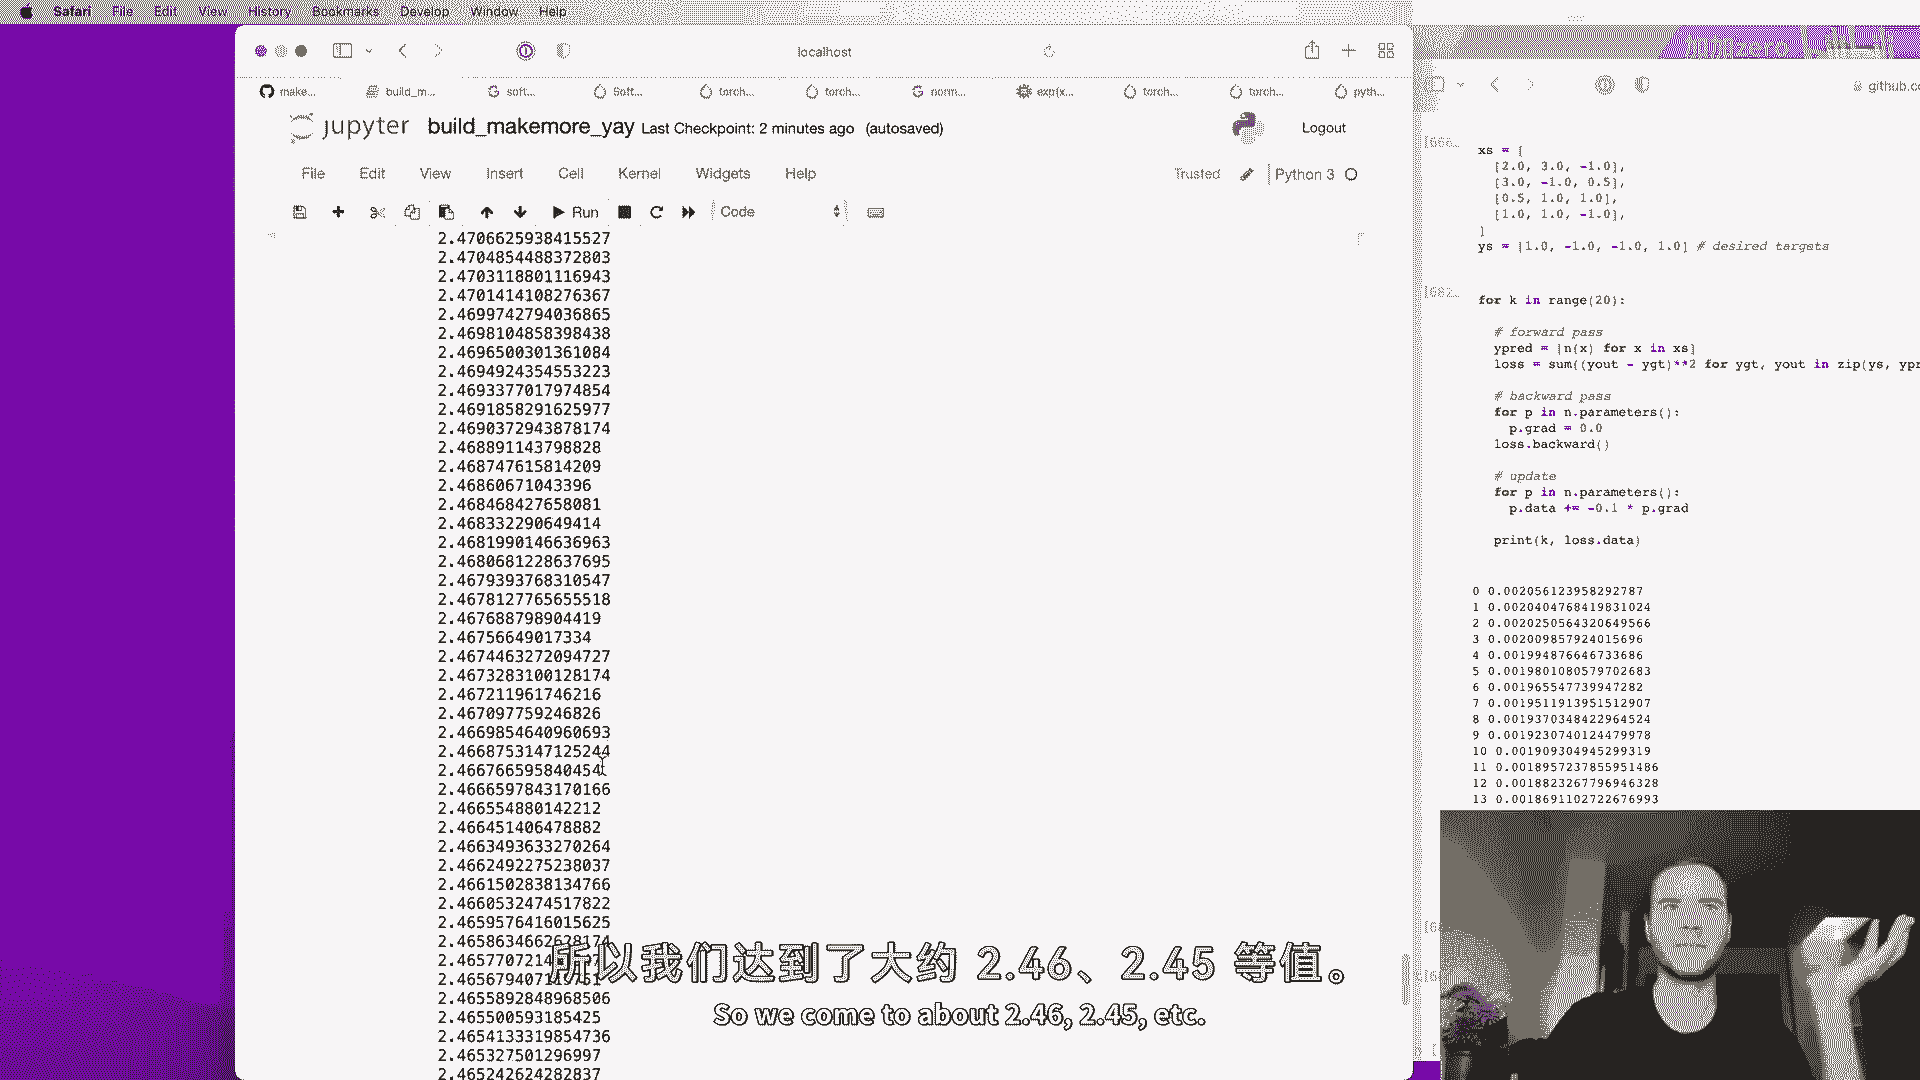 Safari File Edit View History Bookmarks Develop Window Help
localhost
make... build_m... soft... Soft... torch... torch... norm... exp(x... torch... torch... pyth...
jupyter build_makemore_yay Last Checkpoint: 2 minutes ago (autosaved)
Logout
File Edit View Insert Cell Kernel Widgets Help
Trusted Python 3
Run Code
2.4706625938415527
2.4704854488372803
2.4703118801116943
2.4701414108276367
2.4699742794036865
2.4698104858398438
2.4696500301361084
2.4694924354553223
2.4693377017974854
2.4691858291625977
2.4690372943878174
2.468891143798828
2.468747615814209
2.46860671043396
2.468468427658081
2.468332290649414
2.4681990146636963
2.4680681228637695
2.4679393768310547
2.4678127765655518
2.467688798904419
2.46756649017334
2.4674463272094727
2.4673283100128174
2.467211961746216
2.467097759246826
2.4669854640960693
2.4668753147125244
2.466766595840454
2.4666597843170166
2.466554880142212
2.466451406478882
2.4663493633270264
2.4662492275238037
2.4661502838134766
2.4660532474517822
2.4659576416015625
2.4655892848968506
2.465500593185425
2.4654133319854736
2.465327501296997
2.465242624282837
所以我们达到了大约 2.46、2.45 等值。
So we come to about 2.46, 2.45, etc.
github.co
xs = [
[2.0, 3.0, -1.0],
[3.0, -1.0, 0.5],
[0.5, 1.0, 1.0],
[1.0, 1.0, -1.0],
]
ys = [1.0, -1.0, -1.0, 1.0] # desired targets
for k in range(20):
# forward pass
ypred = [n(x) for x in xs]
loss = sum((yout - ygt)**2 for ygt, yout in zip(ys, ypr
# backward pass
for p in n.parameters():
p.grad = 0.0
loss.backward()
# update
for p in n.parameters():
p.data += -0.1 * p.grad
print(k, loss.data)
0 0.002056123958292787
1 0.0020404768419831024
2 0.0020250564320649566
3 0.002009857924015696
4 0.001994876646733686
5 0.0019801080579702683
6 0.001965547739947282
7 0.0019511913951512907
8 0.0019370348422964524
9 0.0019230740124479978
10 0.001909304945299319
11 0.0018957237855951486
12 0.0018823267796946328
13 0.0018691102722676993